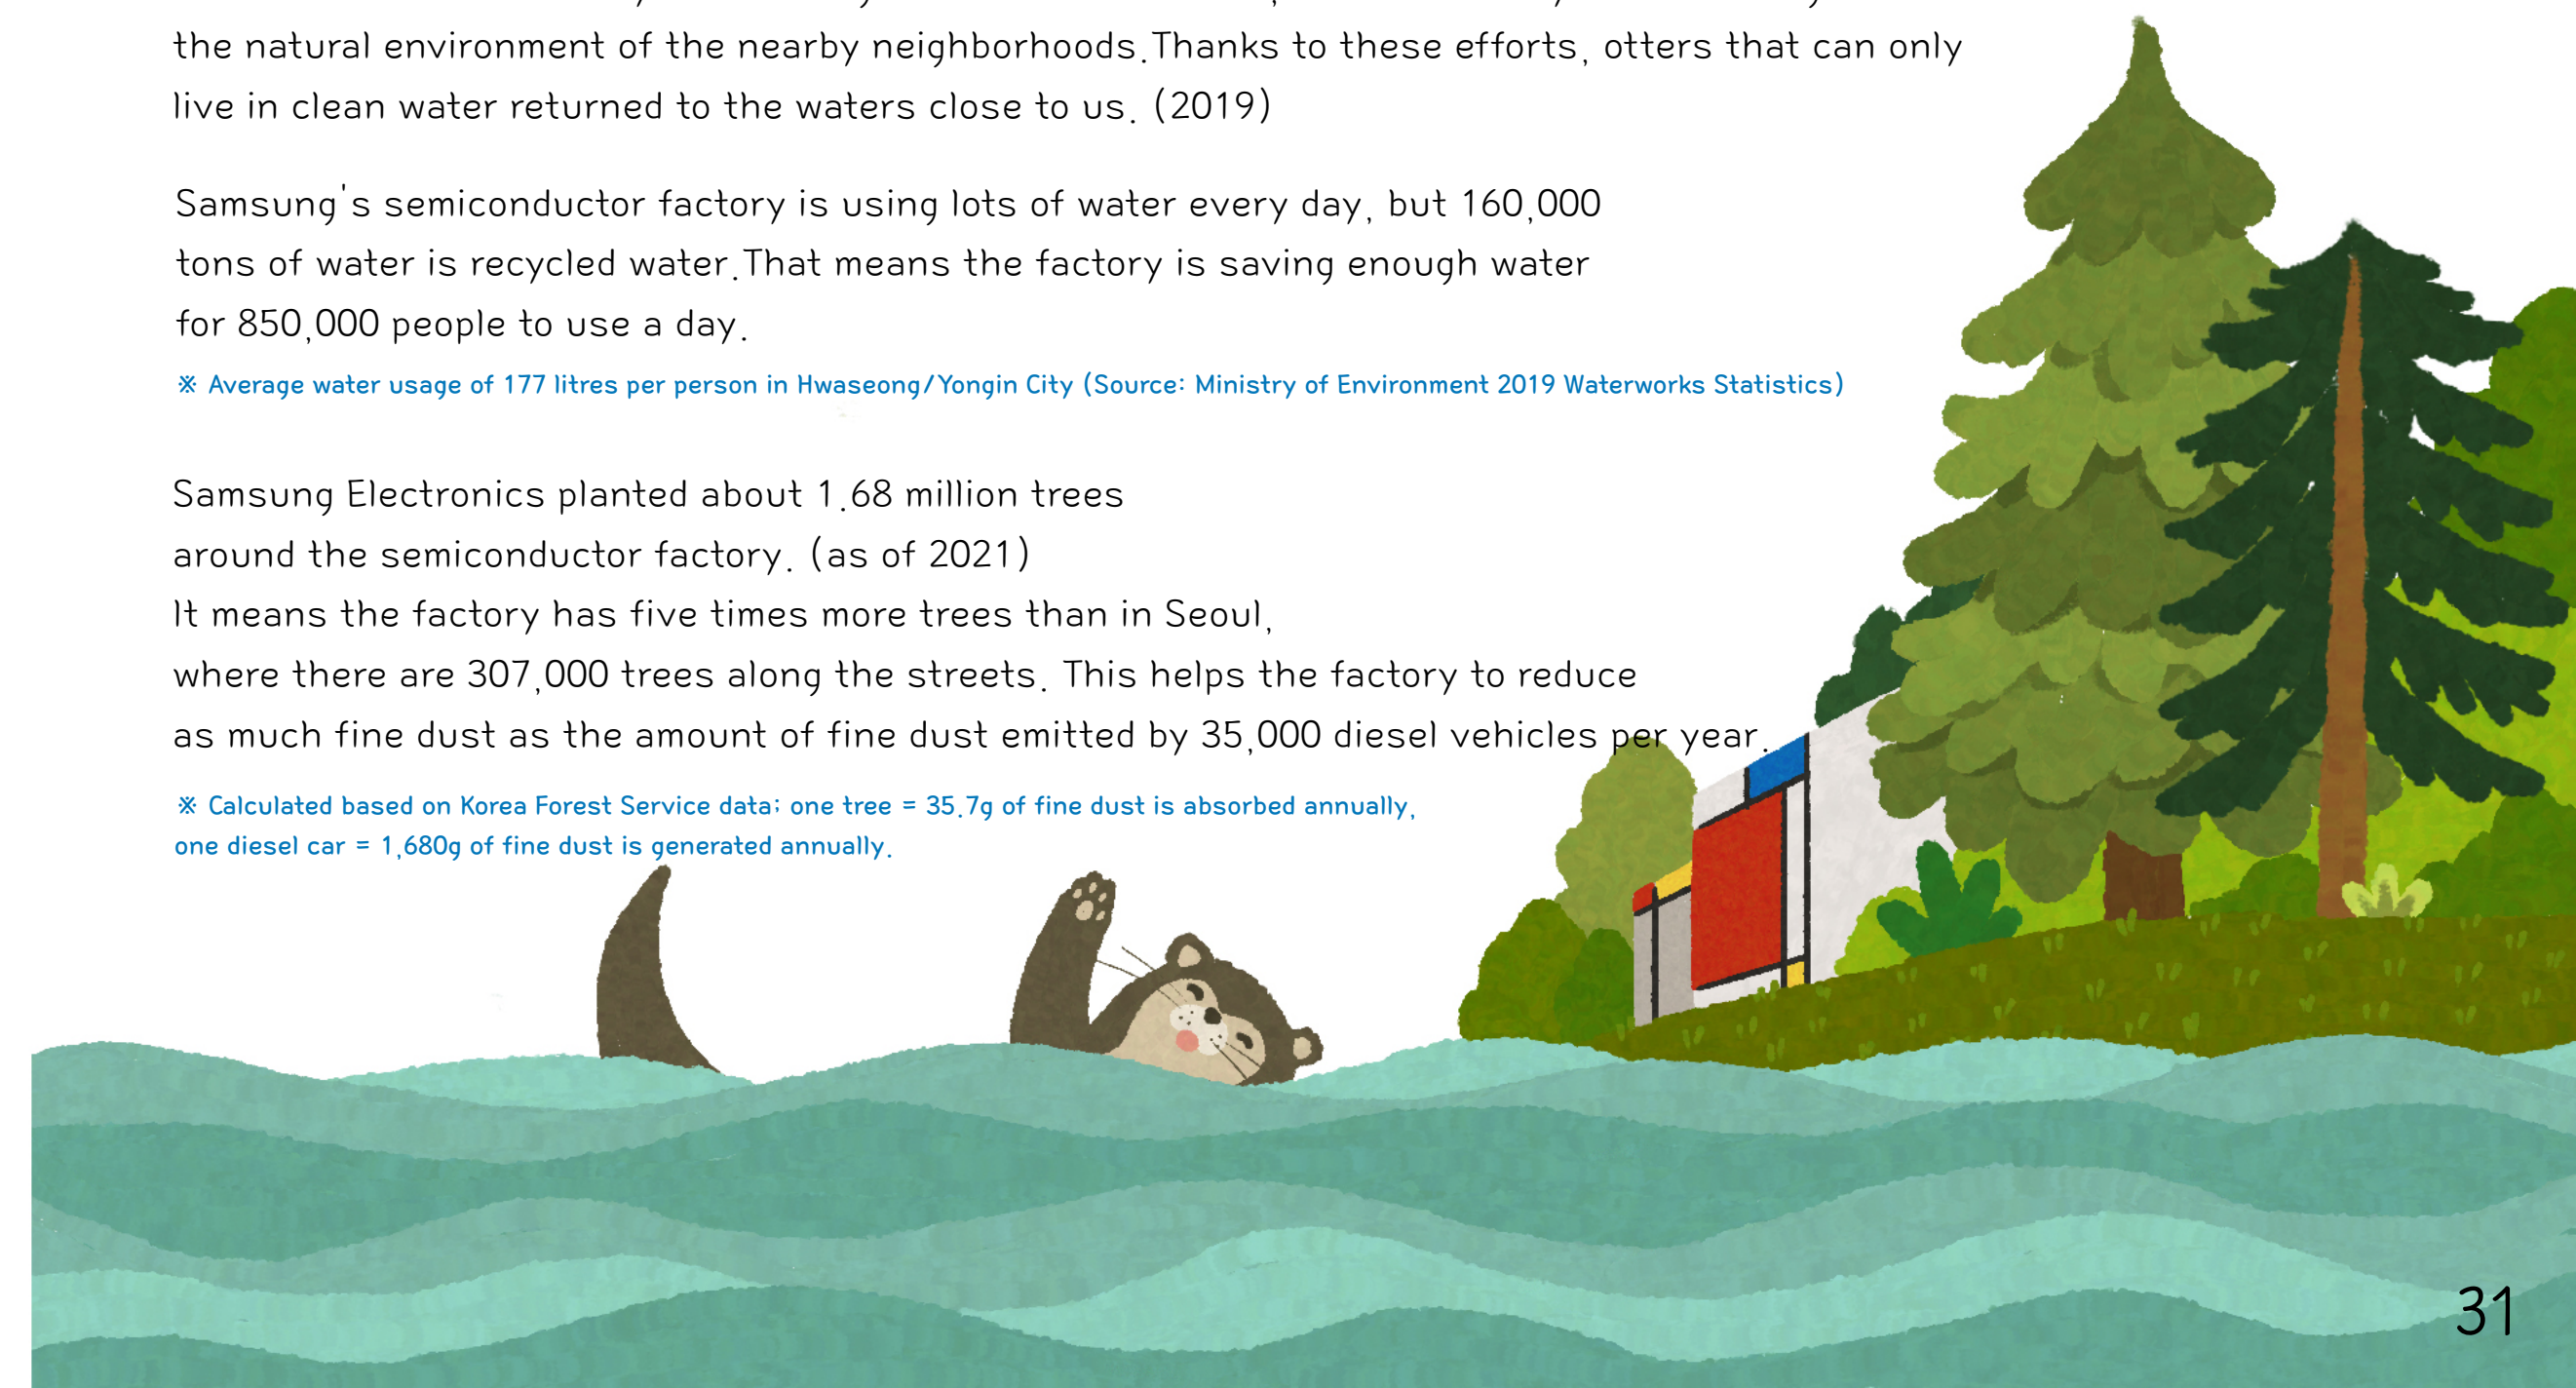 the natural environment of the nearby neighborhoods.Thanks to these efforts, otters that can only
live in clean water returned to the waters close to us. (2019)
Samsung's semiconductor factory is using lots of water every day, but 160,000
tons of water is recycled water.That means the factory is saving enough water
for 850,000 people to use a day.
※ Average water usage of 177 litres per person in Hwaseong/Yongin City (Source: Ministry of Environment 2019 Waterworks Statistics)
Samsung Electronics planted about 1.68 million trees
around the semiconductor factory. (as of 2021)
It means the factory has five times more trees than in Seoul,
where there are 307,000 trees along the streets. This helps the factory to reduce
as much fine dust as the amount of fine dust emitted by 35,000 diesel vehicles per year.
※ Calculated based on Korea Forest Service data; one tree = 35.7g of fine dust is absorbed annually,
one diesel car = 1,680g of fine dust is generated annually.
31